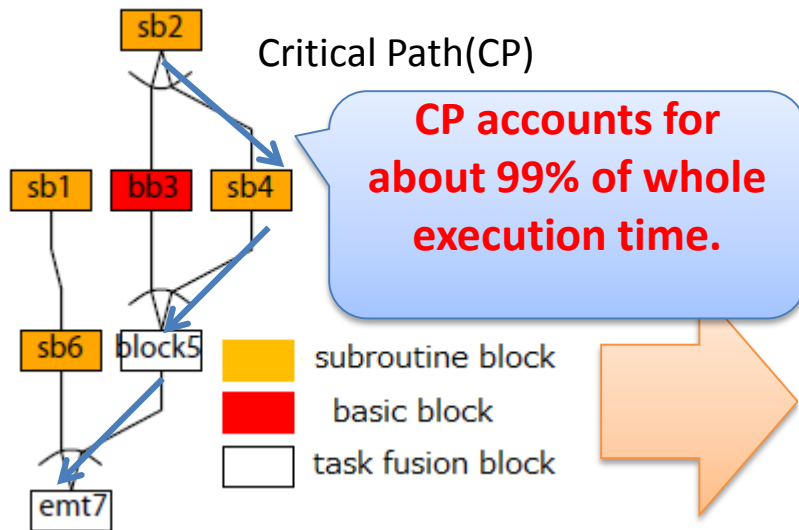 sb2
Critical Path(CP)
CP accounts for
about 99% of whole
execution time.
sb1
bb3
sb4
sb6
block5
subroutine block
basic block
task fusion block
emt7